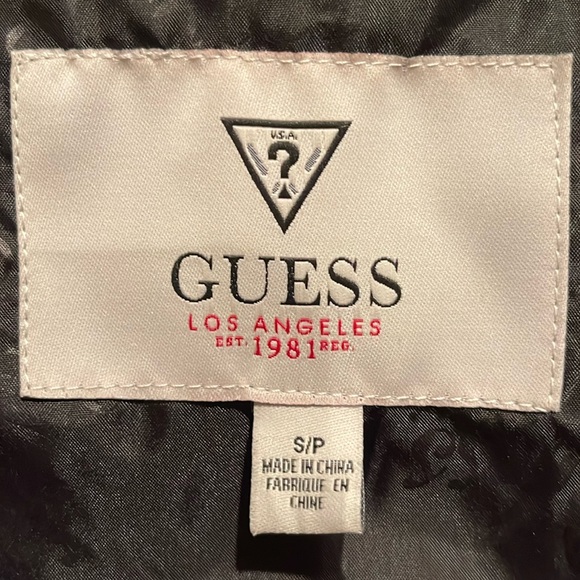 U.S.A.
?
GUESS
LOS ANGELES
EST. 1981 REG.
S/P
MADE IN CHINA
FABRIQUE EN
CHINE